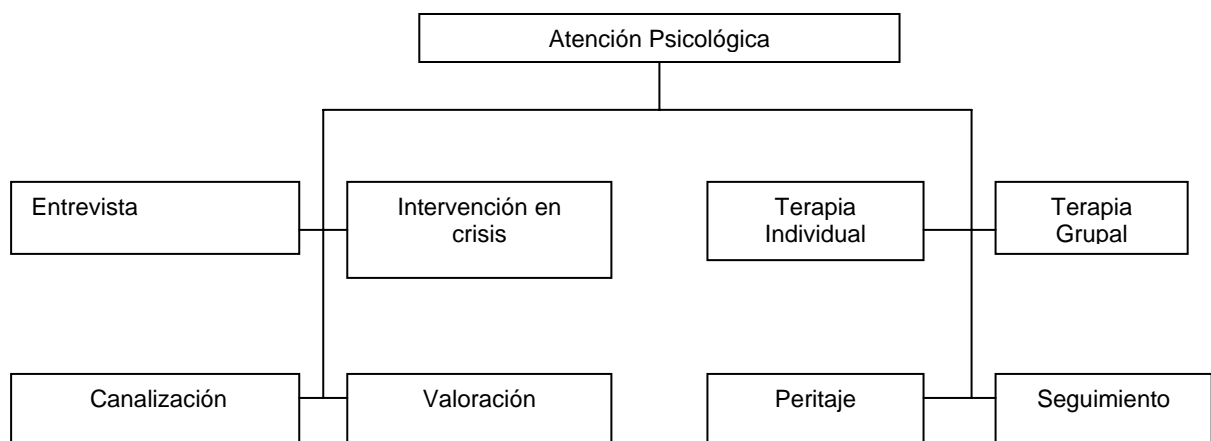 Atención Psicológica
Entrevista
Intervención en
crisis
Terapia
Individual
Terapia
Grupal
Canalización
Valoración
Peritaje
Seguimiento